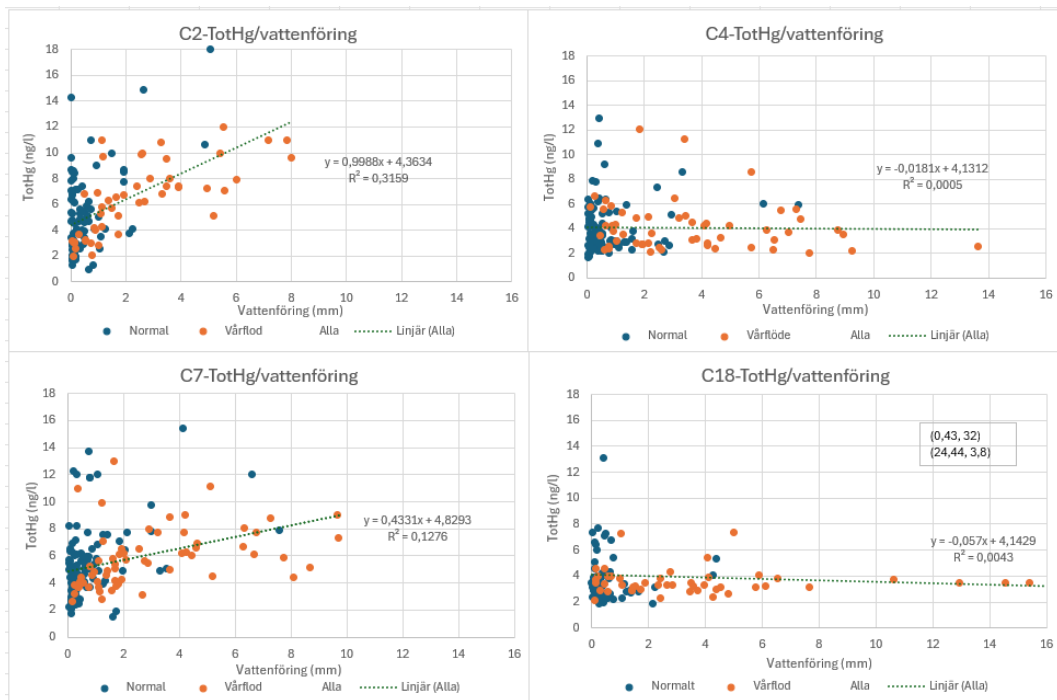 C2-TotHg/vattenföring
TotHg (ng/l)
18
16
14
12
10
8
6
4
2
0
y = 0,9988x + 4,3634
R² = 0,3159
0 2 4 6 8 10 12 14 16
Vattenföring (mm)
Normal Vårflod Alla Linjär (Alla)
C4-TotHg/vattenföring
TotHg (ng/l)
18
16
14
12
10
8
6
4
2
0
y = -0,0181x + 4,1312
R² = 0,0005
0 2 4 6 8 10 12 14 16
Vattenföring (mm)
Normal Vårflöde Alla Linjär (Alla)
C7-TotHg/vattenföring
TotHg (ng/l)
18
16
14
12
10
8
6
4
2
0
y = 0,4331x + 4,8293
R² = 0,1276
0 2 4 6 8 10 12 14 16
Vattenföring (mm)
Normal Vårflod Alla Linjär (Alla)
C18-TotHg/vattenföring
TotHg (ng/l)
18
16
14
12
10
8
6
4
2
0
(0,43, 32)
(24,44, 3,8)
y = -0,057x + 4,1429
R² = 0,0043
0 2 4 6 8 10 12 14 16
Vattenföring (mm)
Normalt Vårflod Alla Linjär (Alla)